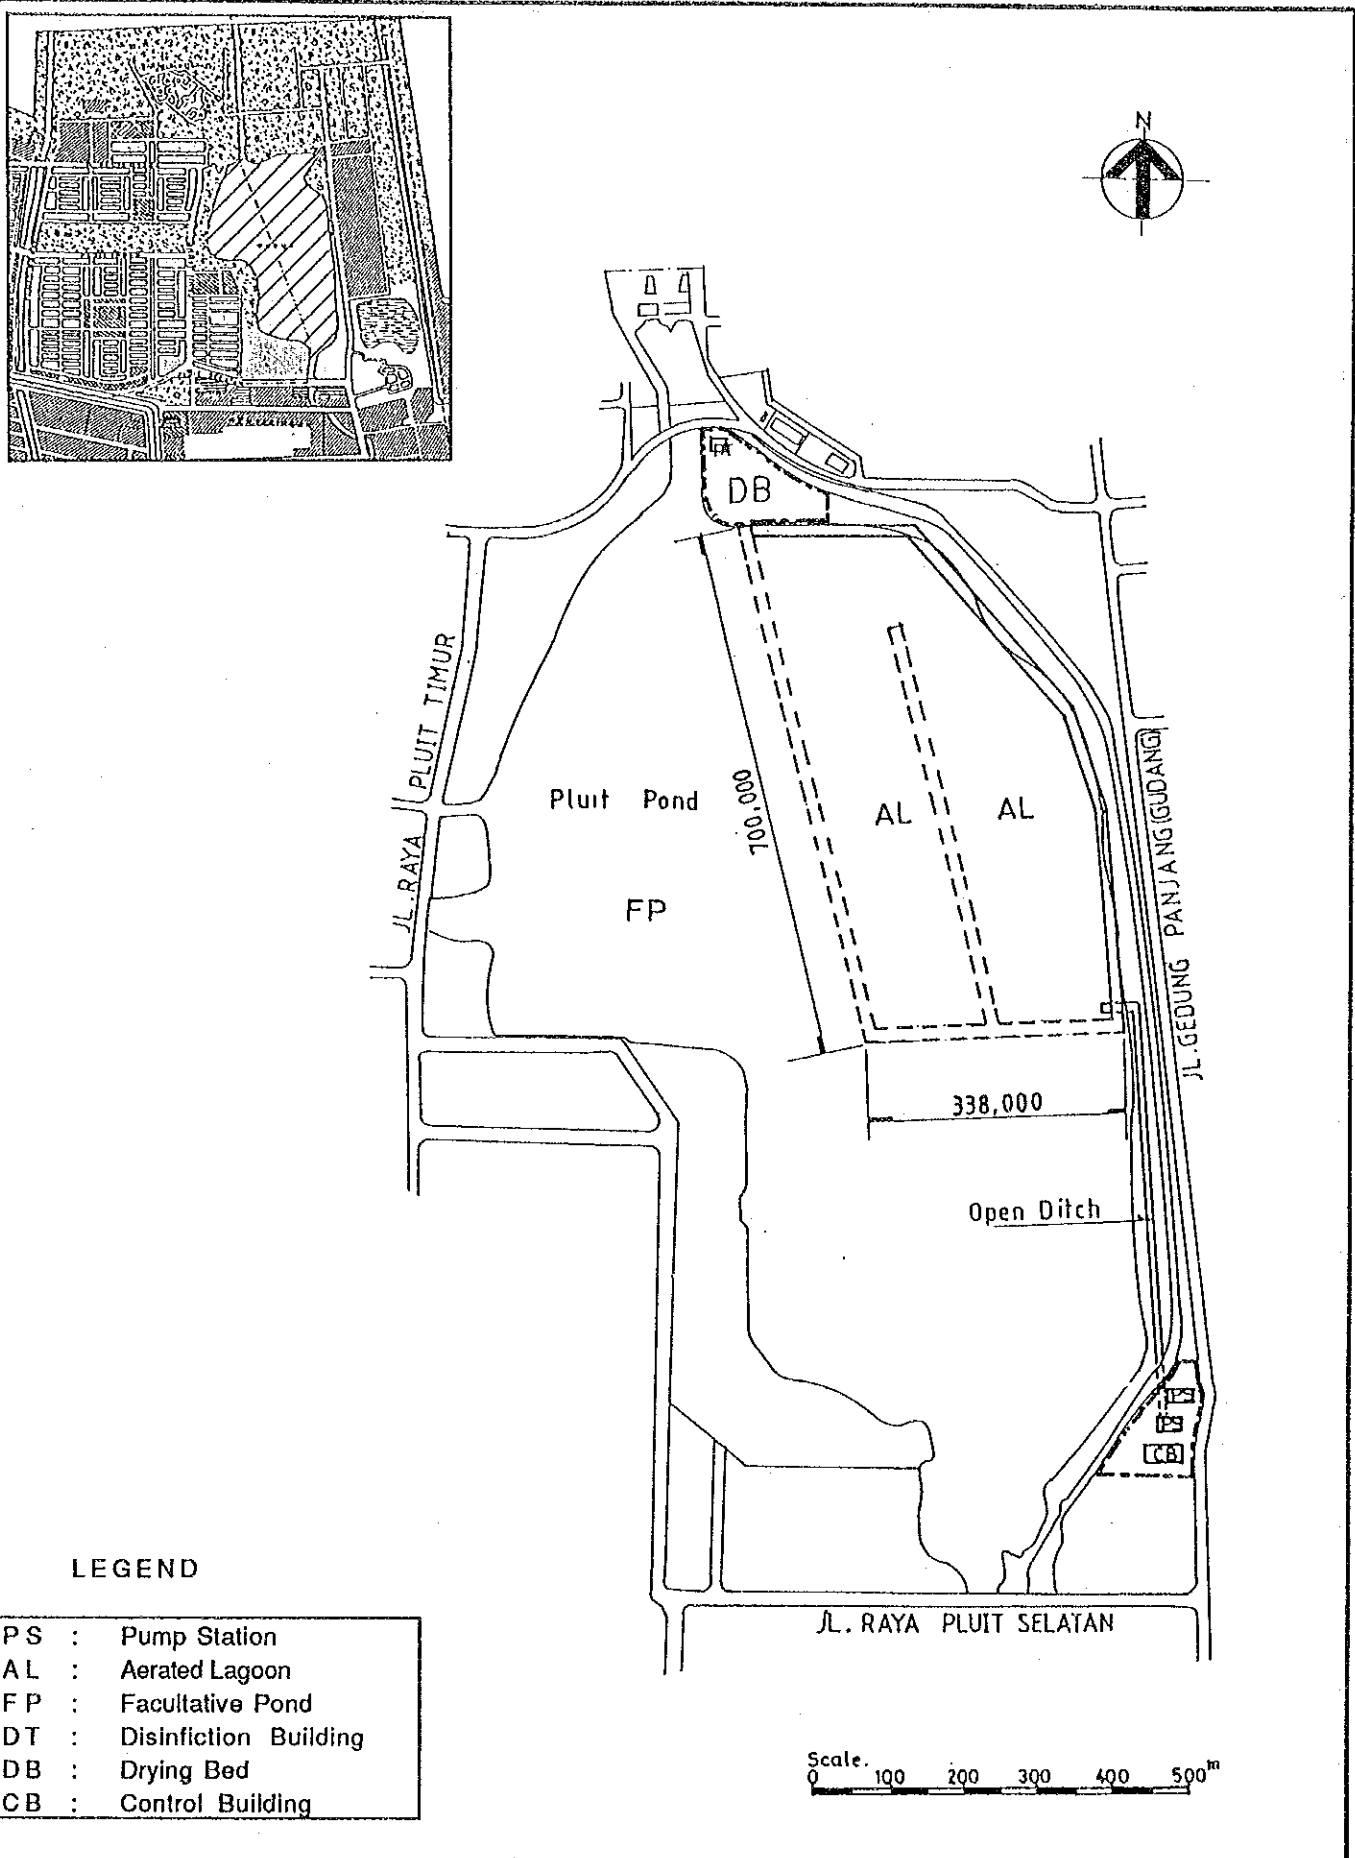 N
DB
JL. RAYA PLUIT TIMUR
Pluit Pond
700,000
AL
AL
FP
JL. GEDUNG PANJANG (GUDANG)
338,000
Open Ditch
PS
PS
CB
JL. RAYA PLUIT SELATAN
LEGEND
PS : Pump Station
AL : Aerated Lagoon
FP : Facultative Pond
DT : Disinfiction Building
DB : Drying Bed
CB : Control Building
Scale.
0 100 200 300 400 500 m